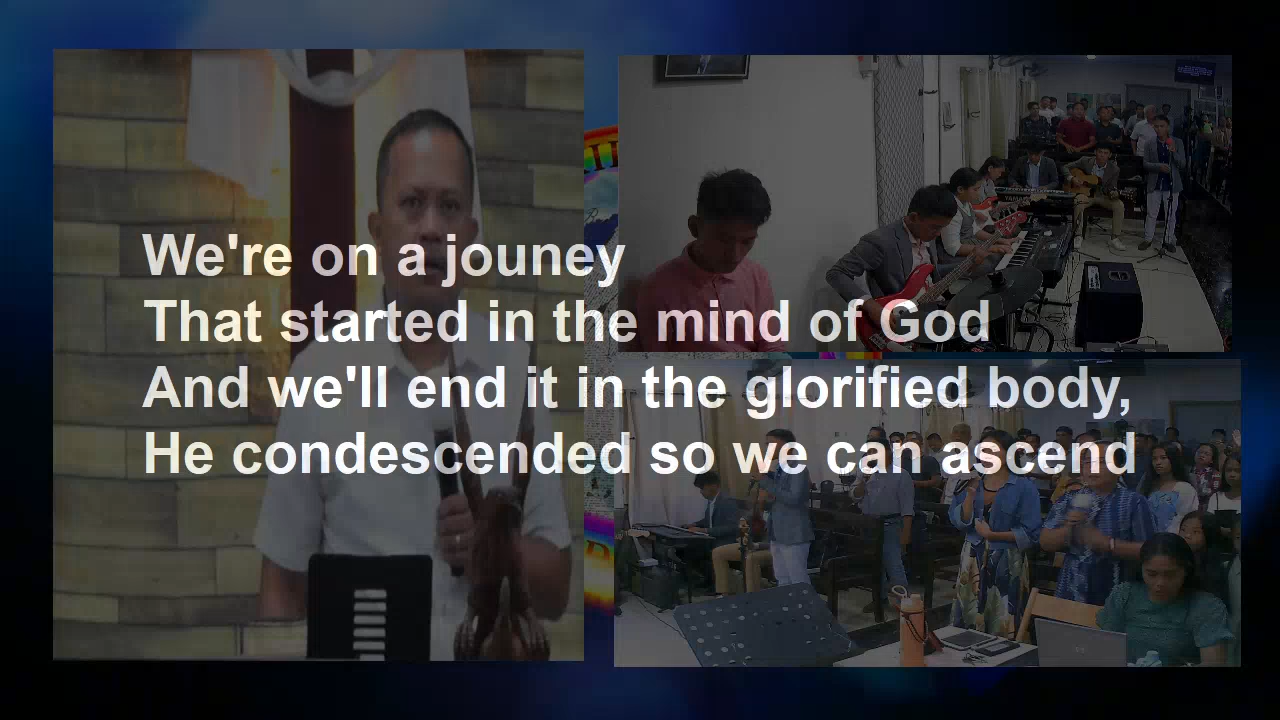 We're on a jouney
That started in the mind of God
And we'll end it in the glorified body,
He condescended so we can ascend